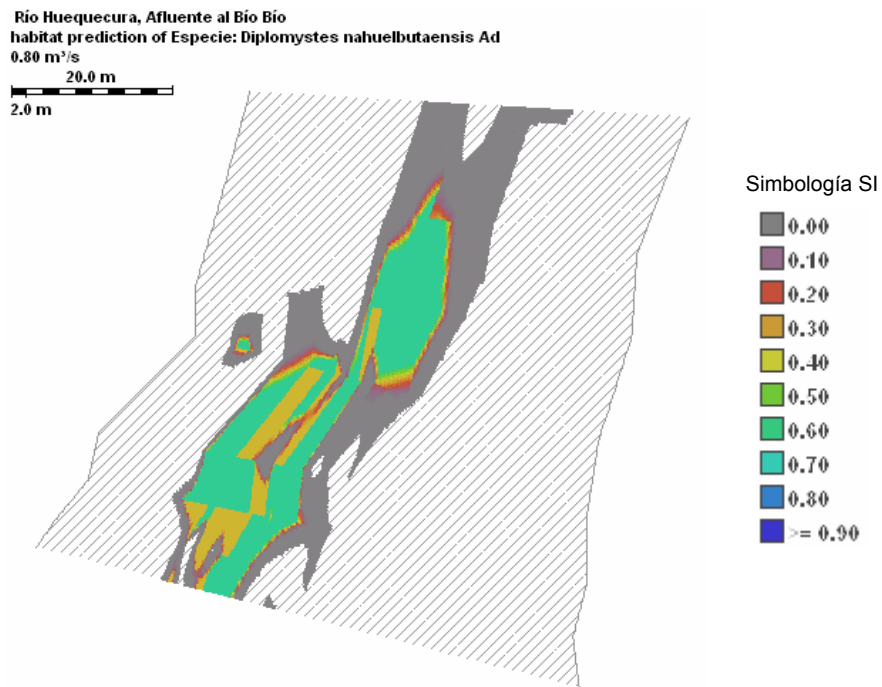 Río Huequecura, Afluente al Bío Bío
habitat prediction of Especie: Diplomystes nahuelbutaensis Ad
0.80 m³/s
20.0 m
2.0 m
Simbología SI
0.00
0.10
0.20
0.30
0.40
0.50
0.60
0.70
0.80
>= 0.90